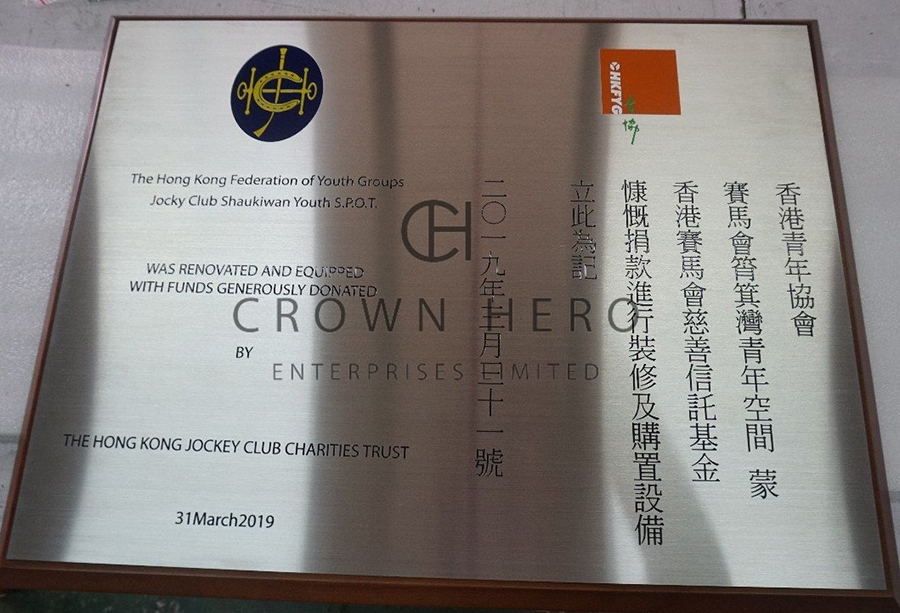 HKFYG
青協
The Hong Kong Federation of Youth Groups
Jocky Club Shaukiwan Youth S.P.O.T.
WAS RENOVATED AND EQUIPPED
WITH FUNDS GENEROUSLY DONATED
BY
THE HONG KONG JOCKEY CLUB CHARITIES TRUST
31March2019
香港青年協會
賽馬會筲箕灣青年空間 蒙
香港賽馬會慈善信託基金
慷慨捐款進行裝修及購置設備
立此為記
二〇一九年三月三十一號
CH
CROWN HERO
ENTERPRISES LIMITED